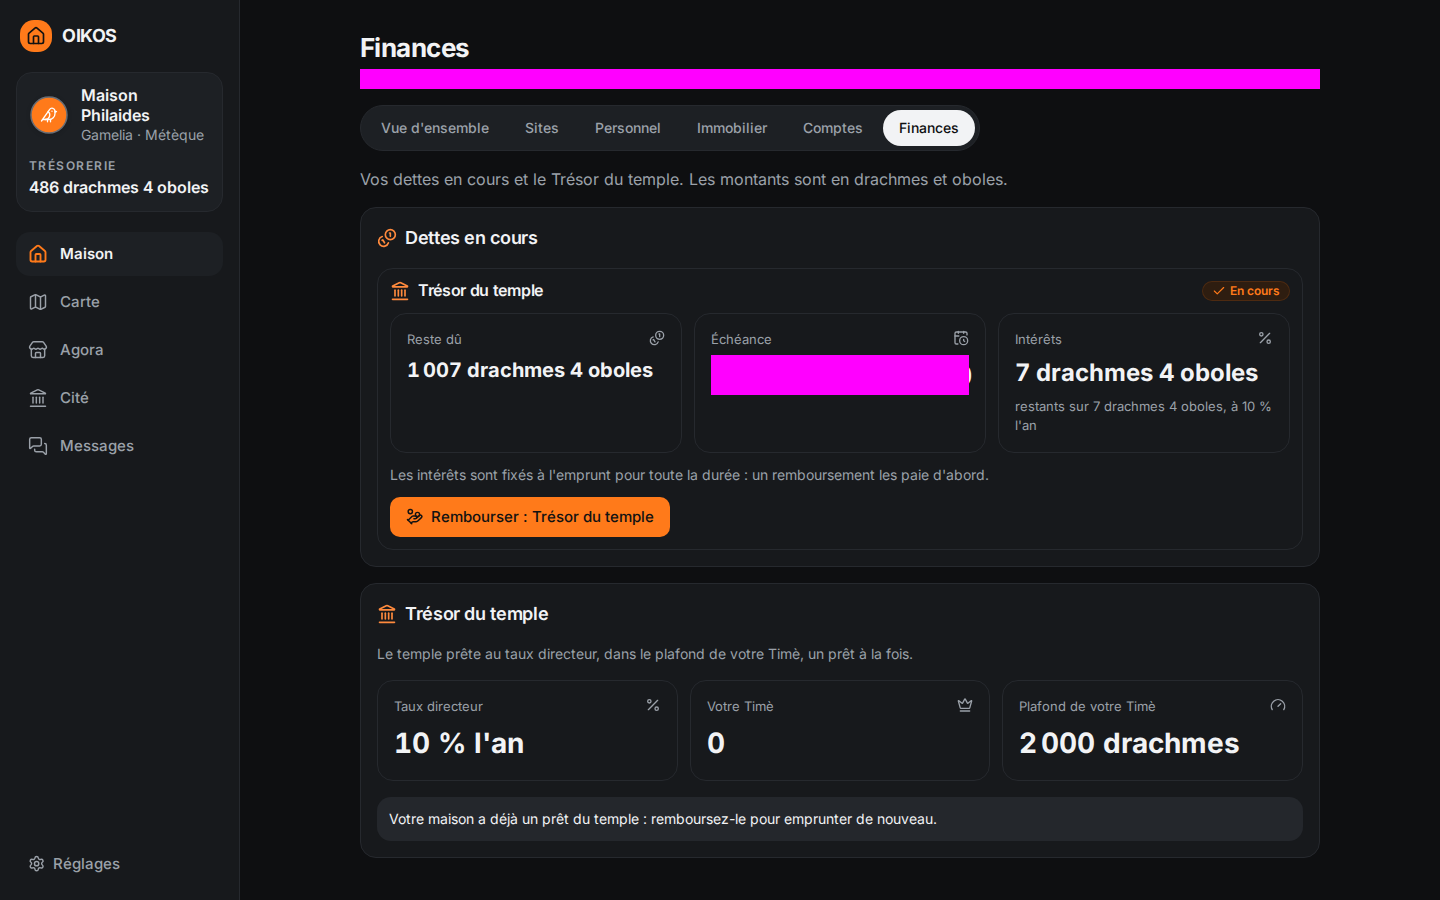 OIKOS
Maison
Philaides
Gamelia · Métèque
TRÉSORERIE
486 drachmes 4 oboles
Maison
Carte
Agora
Cité
Messages
Réglages
Finances
Vue d'ensemble
Sites
Personnel
Immobilier
Comptes
Finances
Vos dettes en cours et le Trésor du temple. Les montants sont en drachmes et oboles.
Dettes en cours
Trésor du temple
En cours
Reste dû
1 007 drachmes 4 oboles
Échéance
Intérêts
7 drachmes 4 oboles
restants sur 7 drachmes 4 oboles, à 10 %
l'an
Les intérêts sont fixés à l'emprunt pour toute la durée : un remboursement les paie d'abord.
Rembourser : Trésor du temple
Trésor du temple
Le temple prête au taux directeur, dans le plafond de votre Timè, un prêt à la fois.
Taux directeur
10 % l'an
Votre Timè
0
Plafond de votre Timè
2 000 drachmes
Votre maison a déjà un prêt du temple : remboursez-le pour emprunter de nouveau.